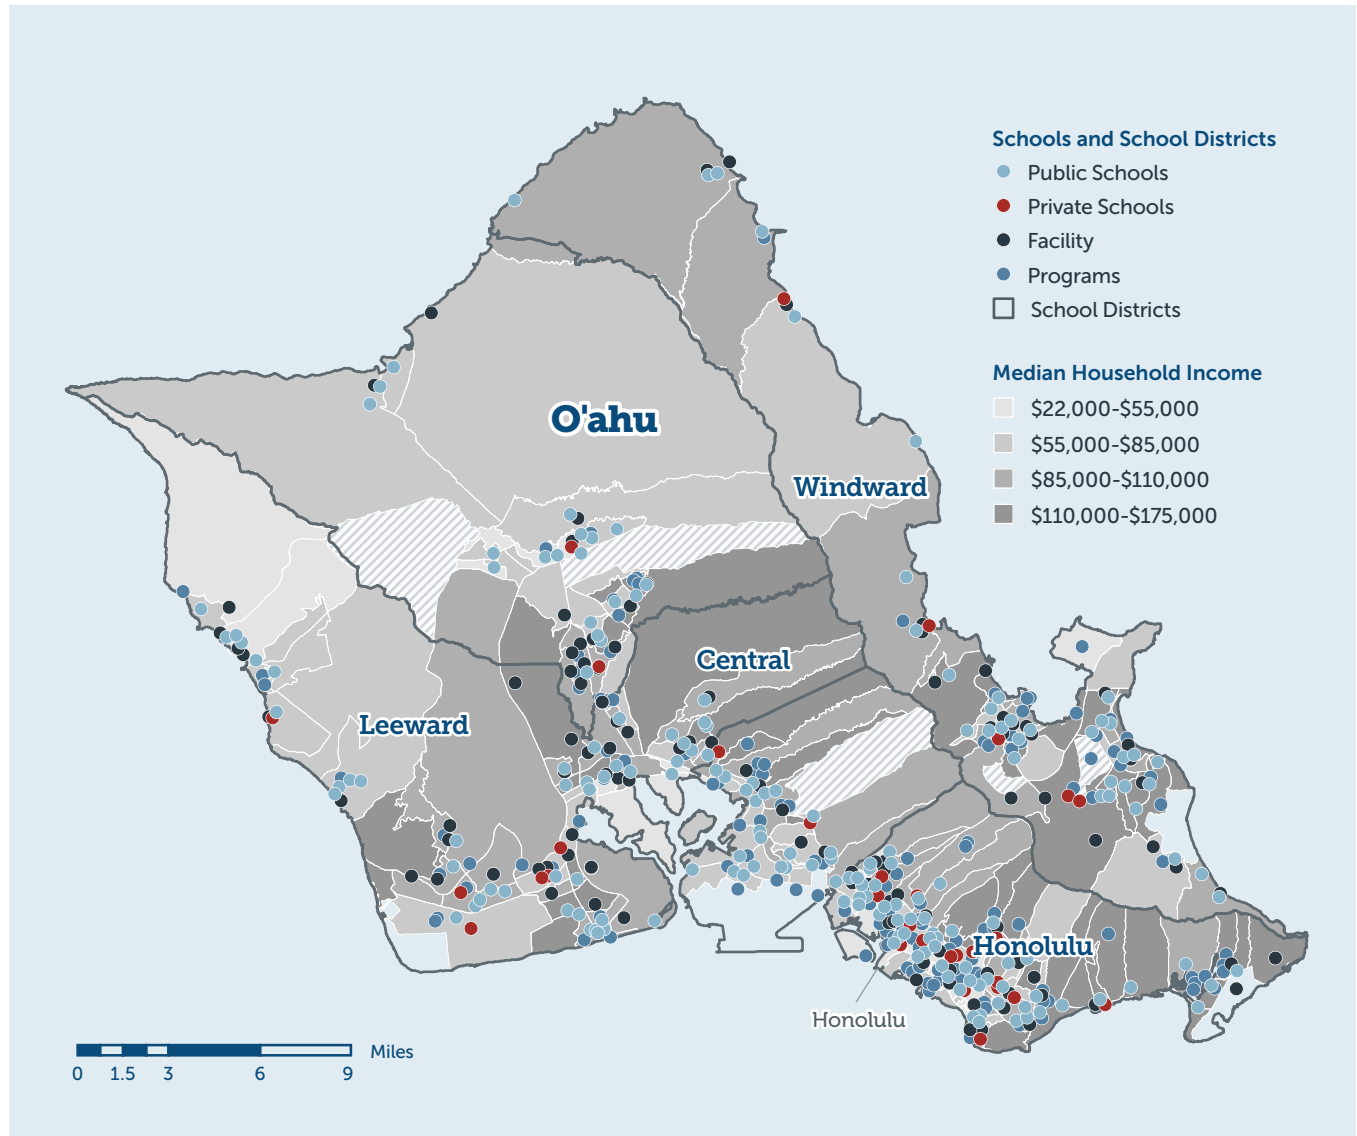 Schools and School Districts
Public Schools
Private Schools
Facility
Programs
School Districts
Median Household Income
$22,000-$55,000
$55,000-$85,000
$85,000-$110,000
$110,000-$175,000
O'ahu
Windward
Central
Leeward
Honolulu
Honolulu
Miles
0 1.5 3 6 9